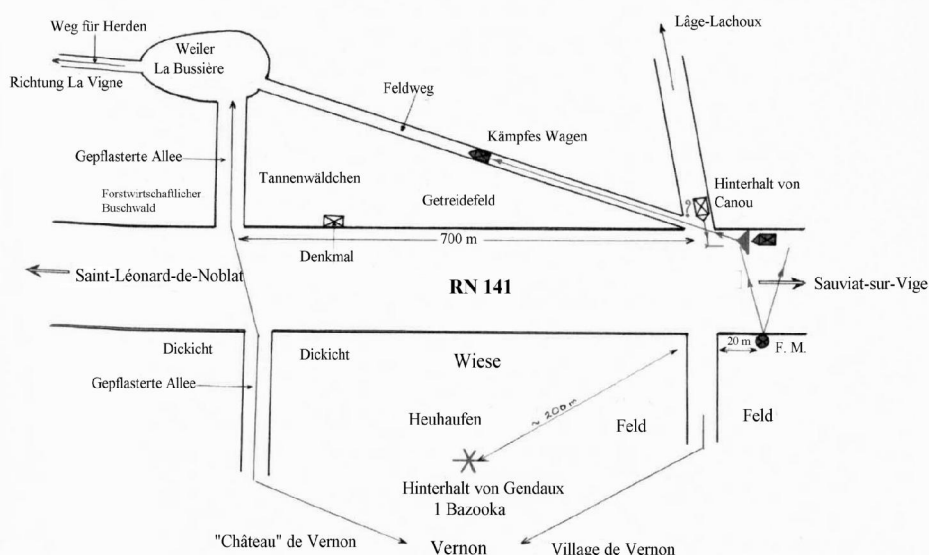 Lâge-Lachoux
Weg für Herden
Weiler
La Bussière
Richtung La Vigne
Feldweg
Kämpfes Wagen
Gepflasterte Allee
Tannenwäldchen
Hinterhalt von
Canou
Forstwirtschaftlicher
Buschwald
Getreidefeld
?
700 m
Denkmal
Saint-Léonard-de-Noblat
RN 141
Sauviat-sur-Vige
20 m
F. M.
Dickicht
Dickicht
Wiese
Gepflasterte Allee
~ 200 m
Heuhaufen
Feld
Feld
Hinterhalt von Gendaux
1 Bazooka
"Château" de Vernon
Vernon
Village de Vernon